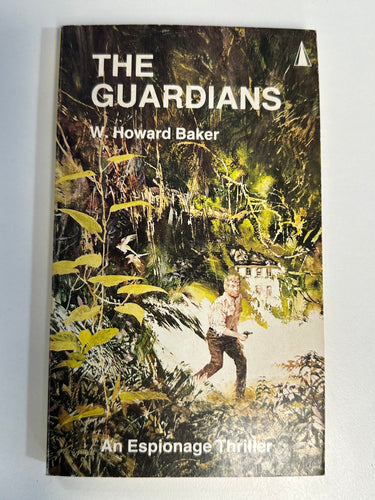 THE
GUARDIANS
W. Howard Baker
An Espionage Thriller